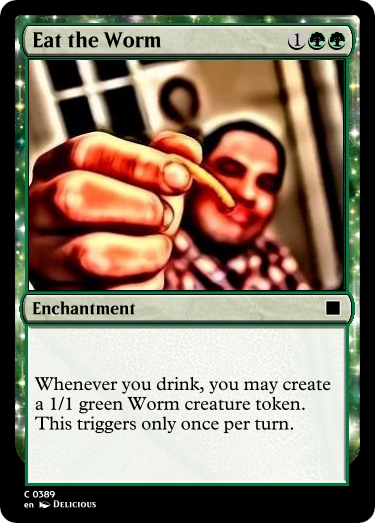 Eat the Worm 1
Enchantment
Whenever you drink, you may create
a 1/1 green Worm creature token.
This triggers only once per turn.
C 0389
en Delicious